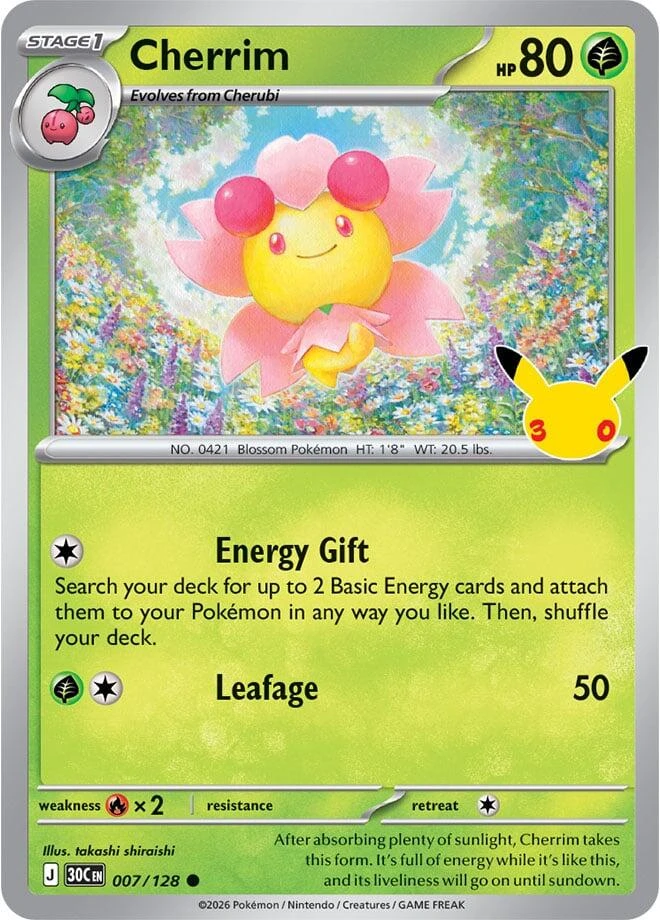 STAGE1
Cherrim
HP 80
Evolves from Cherubi
30
NO. 0421 Blossom Pokémon HT: 1'8" WT: 20.5 lbs.
Energy Gift
Search your deck for up to 2 Basic Energy cards and attach
them to your Pokémon in any way you like. Then, shuffle
your deck.
Leafage 50
weakness ×2 resistance retreat
Illus. takashi shiraishi
After absorbing plenty of sunlight, Cherrim takes
this form. It's full of energy while it's like this,
and its liveliness will go on until sundown.
J 30C EN 007/128
©2026 Pokémon / Nintendo / Creatures / GAME FREAK